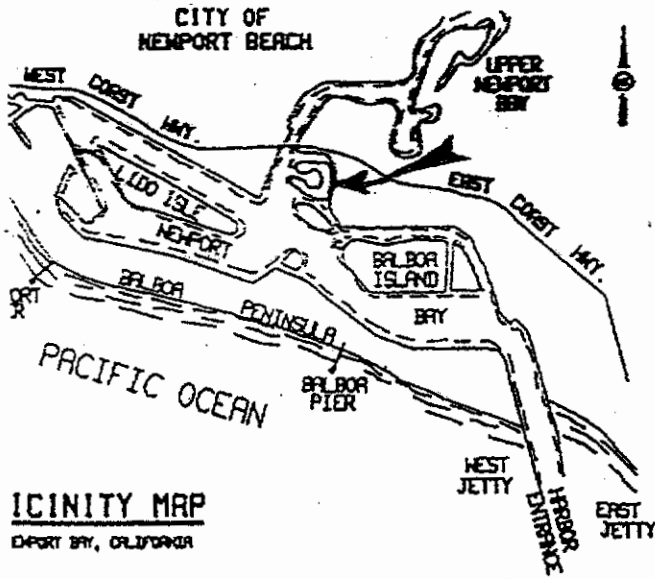 CITY OF
NEWPORT BEACH
UPPER
NEWPORT
BAY
WEST COAST HWY.
EAST COAST HWY.
LIDO ISLE
NEWPORT
BALBOA
ISLAND
BAY
BALBOA PENINSULA
ORT
R
BALBOA
PIER
PACIFIC OCEAN
WEST
JETTY
HARBOR
ENTRANCE
EAST
JETTY
ICINITY MAP
EWPORT BAY, CALIFORNIA